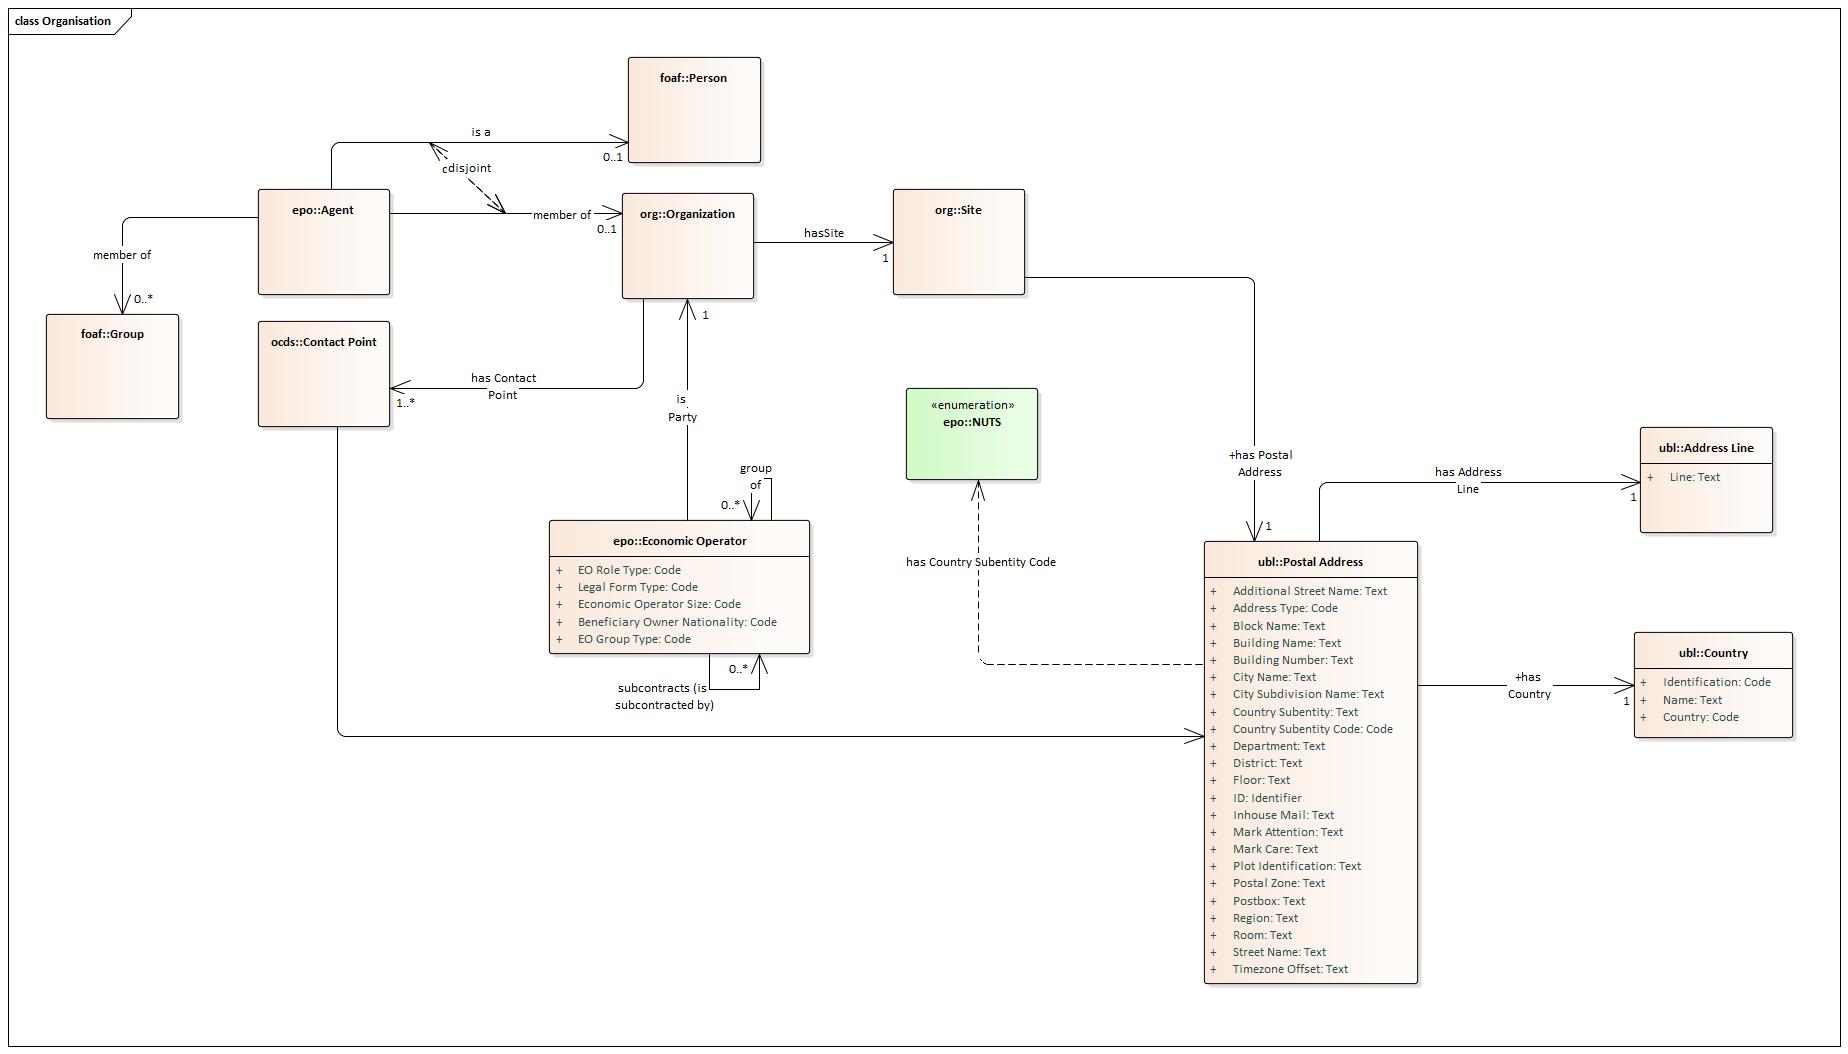 class Organisation
foaf::Person
is a
0..1
cdisjoint
epo::Agent
member of
0..1
org::Organization
hasSite
1
org::Site
member of
0..*
foaf::Group
ocds::Contact Point
has Contact
Point
1..*
1
is
Party
«enumeration»
epo::NUTS
+has Postal
Address
1
has Address
Line
1
ubl::Address Line
+ Line: Text
group
of
0..*
epo::Economic Operator
+ EO Role Type: Code
+ Legal Form Type: Code
+ Economic Operator Size: Code
+ Beneficiary Owner Nationality: Code
+ EO Group Type: Code
0..*
subcontracts (is
subcontracted by)
has Country Subentity Code
ubl::Postal Address
+ Additional Street Name: Text
+ Address Type: Code
+ Block Name: Text
+ Building Name: Text
+ Building Number: Text
+ City Name: Text
+ City Subdivision Name: Text
+ Country Subentity: Text
+ Country Subentity Code: Code
+ Department: Text
+ District: Text
+ Floor: Text
+ ID: Identifier
+ Inhouse Mail: Text
+ Mark Attention: Text
+ Mark Care: Text
+ Plot Identification: Text
+ Postal Zone: Text
+ Postbox: Text
+ Region: Text
+ Room: Text
+ Street Name: Text
+ Timezone Offset: Text
+has
Country
1
ubl::Country
+ Identification: Code
+ Name: Text
+ Country: Code